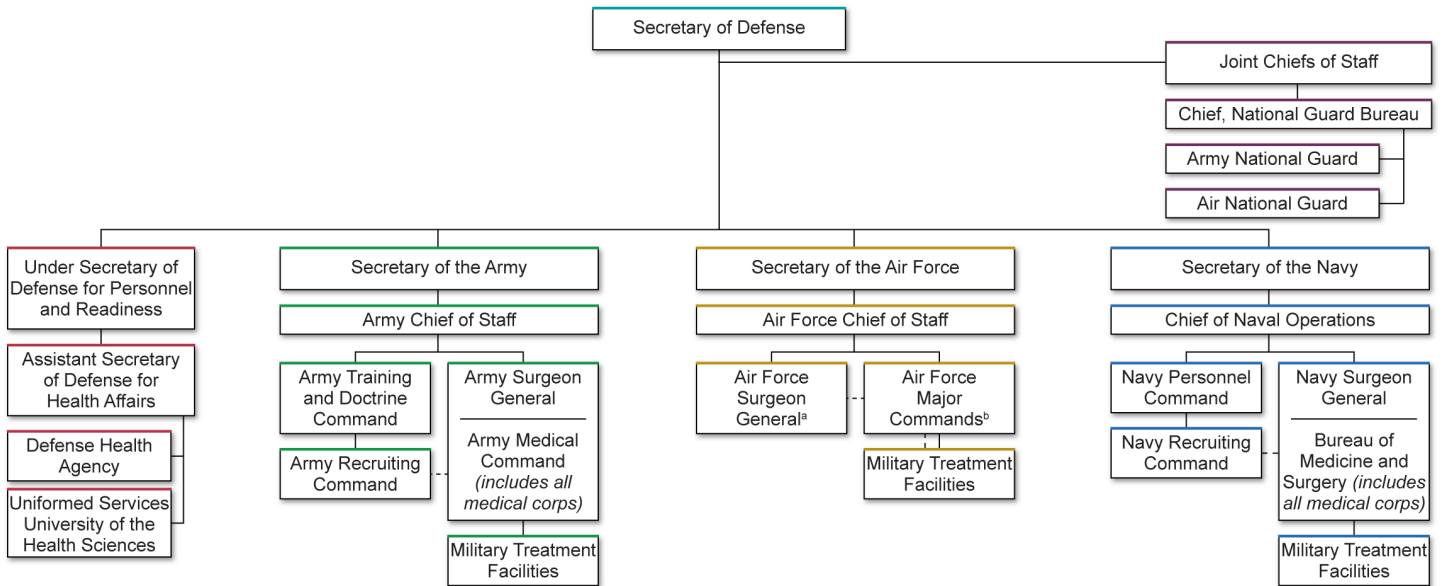 Secretary of Defense
Joint Chiefs of Staff
Chief, National Guard Bureau
Army National Guard
Air National Guard
Under Secretary of
Defense for Personnel
and Readiness
Assistant Secretary
of Defense for
Health Affairs
Defense Health
Agency
Uniformed Services
University of the
Health Sciences
Secretary of the Army
Army Chief of Staff
Army Training
and Doctrine
Command
Army Recruiting
Command
Army Surgeon
General
Army Medical
Command
(includes all
medical corps)
Military Treatment
Facilities
Secretary of the Air Force
Air Force Chief of Staff
Air Force
Surgeon
Generalᵃ
Air Force
Major
Commandsᵇ
Military Treatment
Facilities
Secretary of the Navy
Chief of Naval Operations
Navy Personnel
Command
Navy Recruiting
Command
Navy Surgeon
General
Bureau of
Medicine and
Surgery (includes
all medical corps)
Military Treatment
Facilities